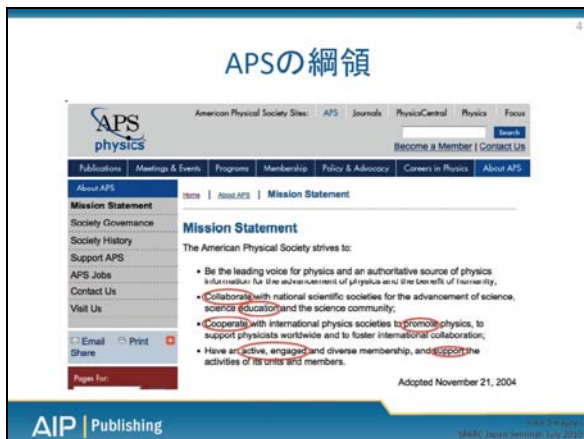 4
APSの綱領
APS
physics
American Physical Society Sites: APS Journals PhysicsCentral Physics Focus
Search
Become a Member | Contact Us
Publications Meetings & Events Programs Membership Policy & Advocacy Careers in Physics About APS
About APS
Mission Statement
Society Governance
Society History
Support APS
APS Jobs
Contact Us
Visit Us
Email Print
Share
Pages For:
Home | About APS | Mission Statement
Mission Statement
The American Physical Society strives to:
• Be the leading voice for physics and an authoritative source of physics
information for the advancement of physics and the benefit of humanity;
• Collaborate with national scientific societies for the advancement of science,
science education and the science community;
• Cooperate with international physics societies to promote physics, to
support physicists worldwide and to foster international collaboration;
• Have an active, engaged and diverse membership, and support the
activities of its units and members.
Adopted November 21, 2004
AIP | Publishing
SPARC Japan Seminar July 2010